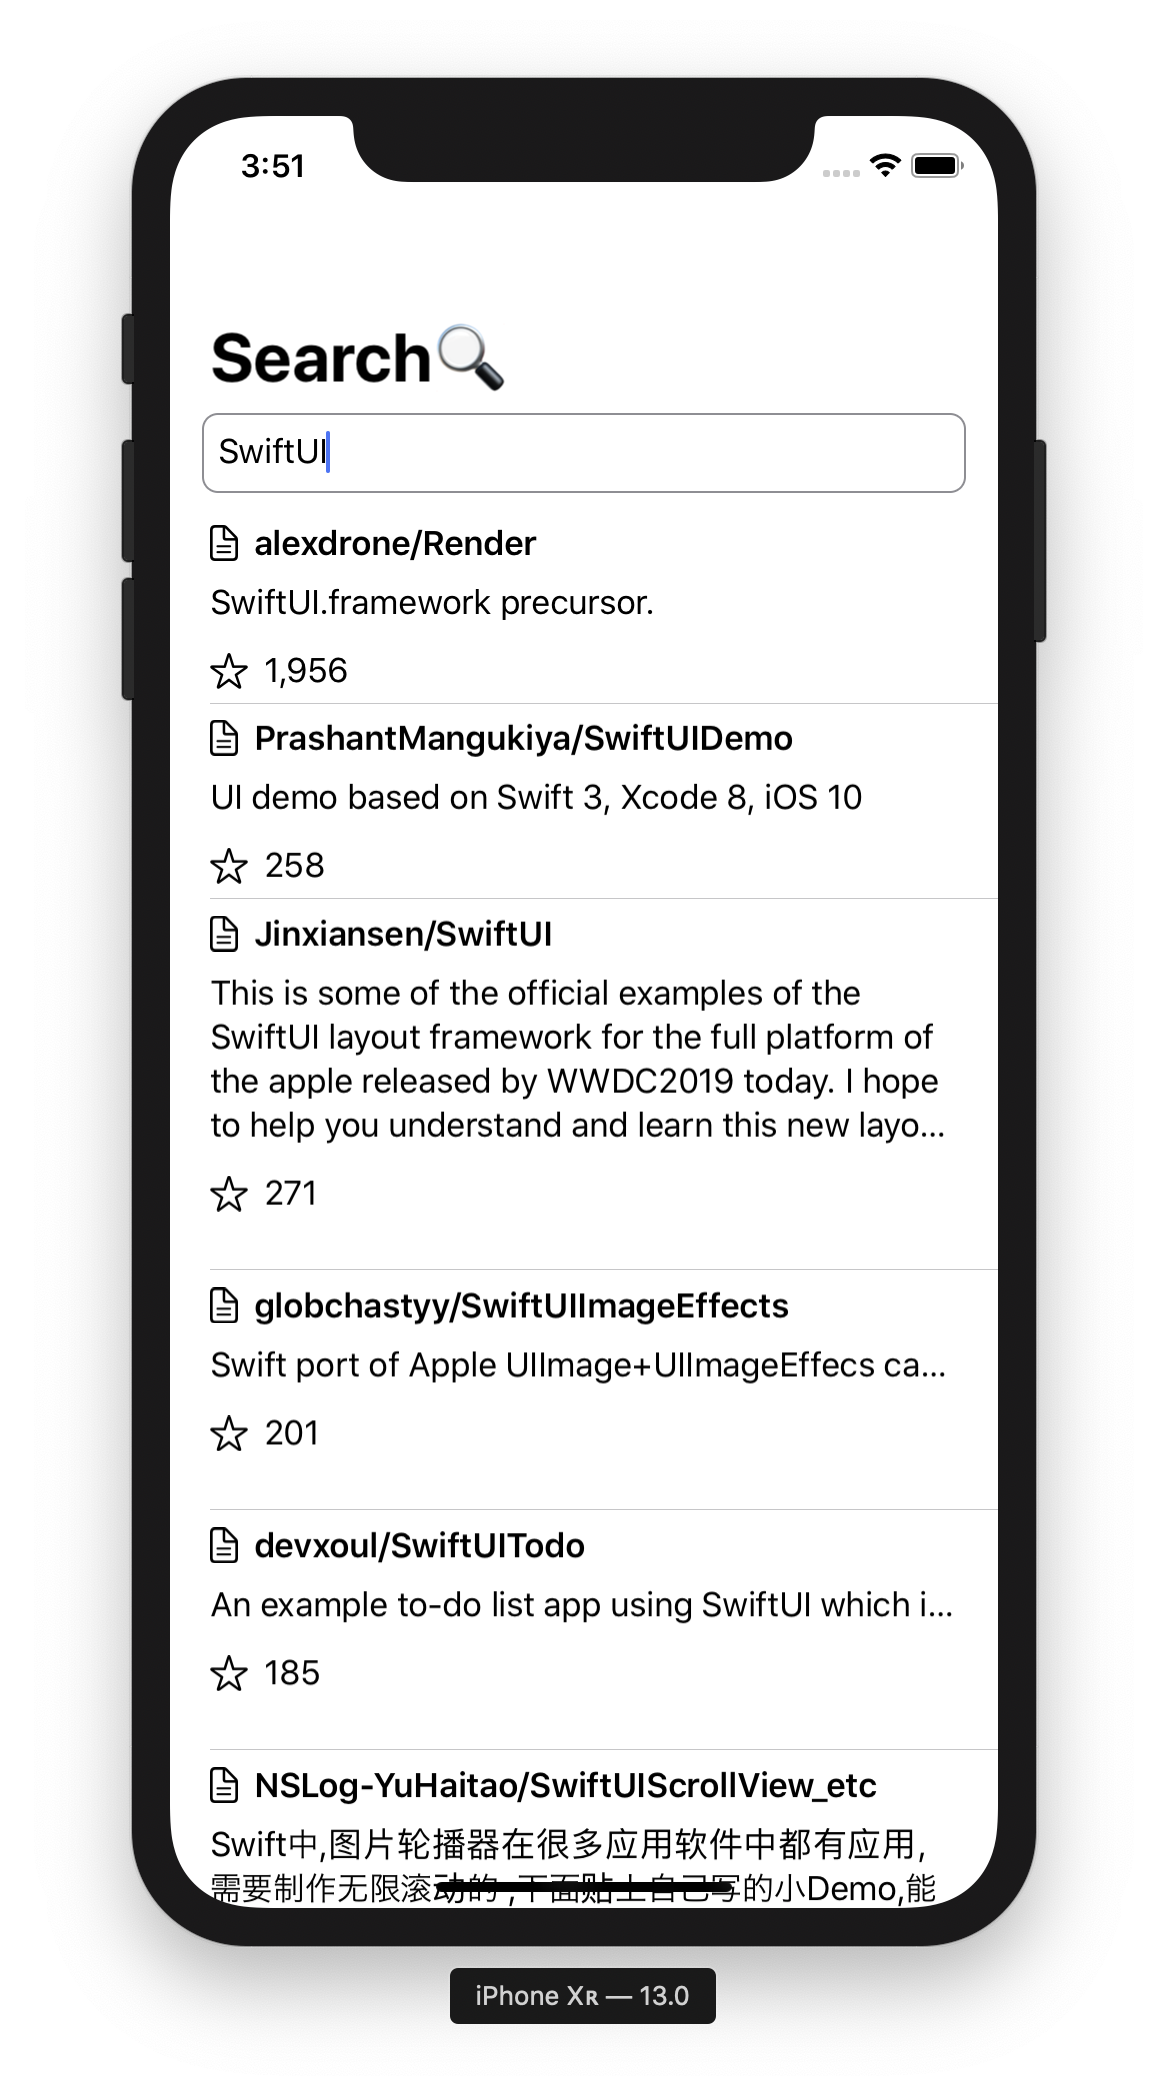 3:51
Search🔍
SwiftUI
alexdrone/Render
SwiftUI.framework precursor.
1,956
PrashantMangukiya/SwiftUIDemo
UI demo based on Swift 3, Xcode 8, iOS 10
258
Jinxiansen/SwiftUI
This is some of the official examples of the
SwiftUI layout framework for the full platform of
the apple released by WWDC2019 today. I hope
to help you understand and learn this new layo...
271
globchastyy/SwiftUIImageEffects
Swift port of Apple UIImage+UIImageEffecs ca...
201
devxoul/SwiftUITodo
An example to-do list app using SwiftUI which i...
185
NSLog-YuHaitao/SwiftUIScrollView_etc
Swift中,图片轮播器在很多应用软件中都有应用,
需要制作无限滚动的 ,下面贴上自己写的小Demo,能
iPhone XR — 13.0